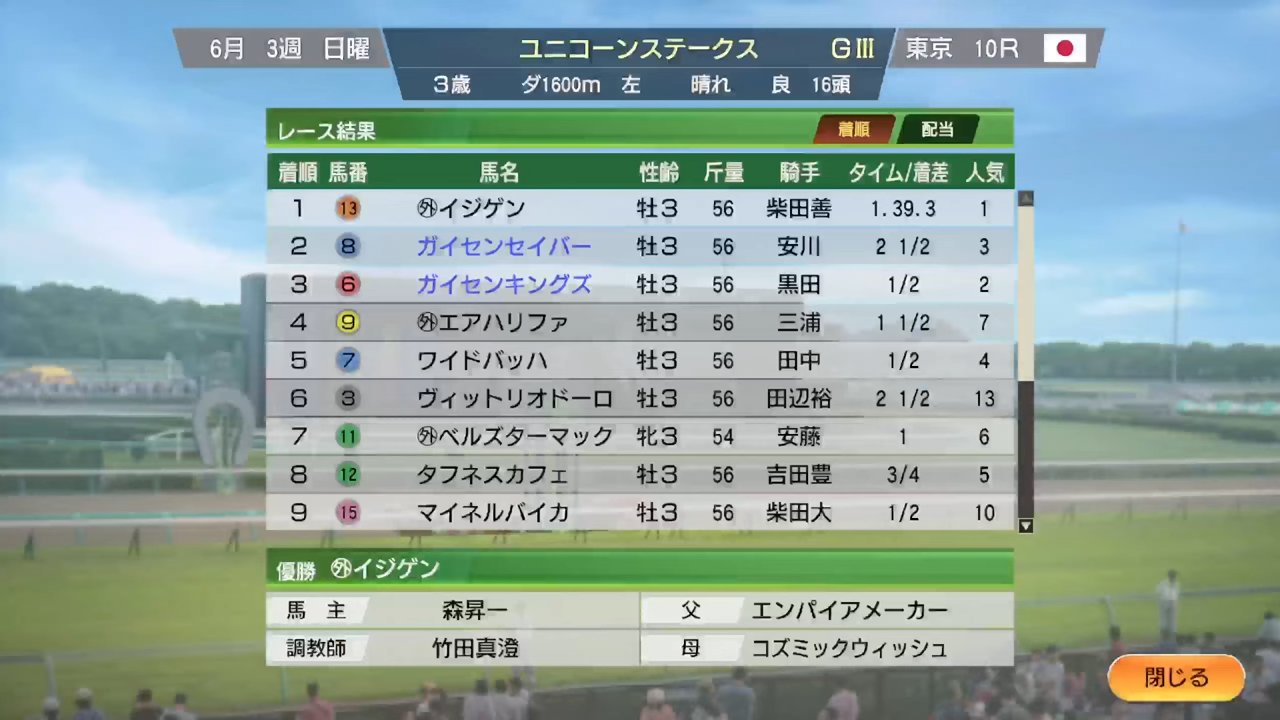 6月 3週 日曜 ユニコーンステークス GⅢ 東京 10R
3歳 ダ1600m 左 晴れ 良 16頭
レース結果 着順 配当
着順 馬番 馬名 性齢 斤量 騎手 タイム/着差 人気
1 13 外イジゲン 牡3 56 柴田善 1.39.3 1
2 8 ガイセンセイバー 牡3 56 安川 2 1/2 3
3 6 ガイセンキングズ 牡3 56 黒田 1/2 2
4 9 外エアハリファ 牡3 56 三浦 1 1/2 7
5 7 ワイドバッハ 牡3 56 田中 1/2 4
6 3 ヴィットリオドーロ 牡3 56 田辺裕 2 1/2 13
7 11 外ベルズターマック 牝3 54 安藤 1 6
8 12 タフネスカフェ 牡3 56 吉田豊 3/4 5
9 15 マイネルバイカ 牡3 56 柴田大 1/2 10
優勝 外イジゲン
馬主 森昇一 父 エンパイアメーカー
調教師 竹田真澄 母 コズミックウィッシュ
閉じる